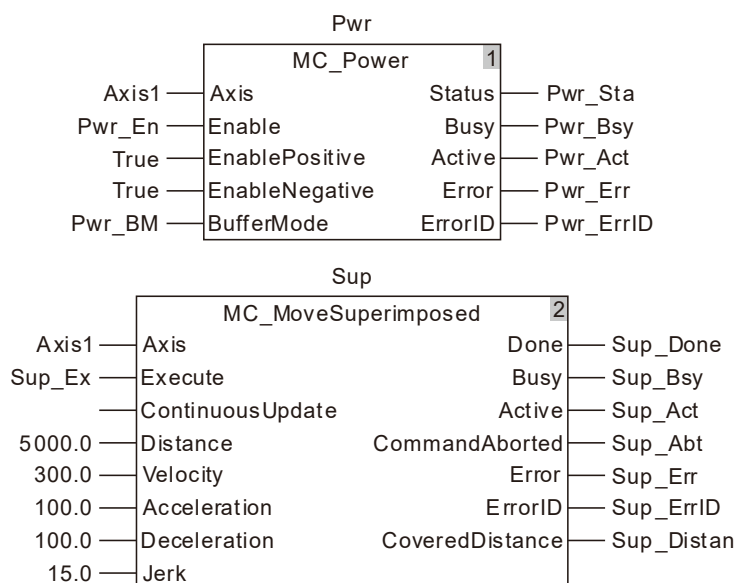 Pwr
MC_Power 1
Axis1 Axis Status Pwr_Sta
Pwr_En Enable Busy Pwr_Bsy
True EnablePositive Active Pwr_Act
True EnableNegative Error Pwr_Err
Pwr_BM BufferMode ErrorID Pwr_ErrID
Sup
MC_MoveSuperimposed 2
Axis1 Axis Done Sup_Done
Sup_Ex Execute Busy Sup_Bsy
ContinuousUpdate Active Sup_Act
5000.0 Distance CommandAborted Sup_Abt
300.0 Velocity Error Sup_Err
100.0 Acceleration ErrorID Sup_ErrID
100.0 Deceleration CoveredDistance Sup_Distan
15.0 Jerk